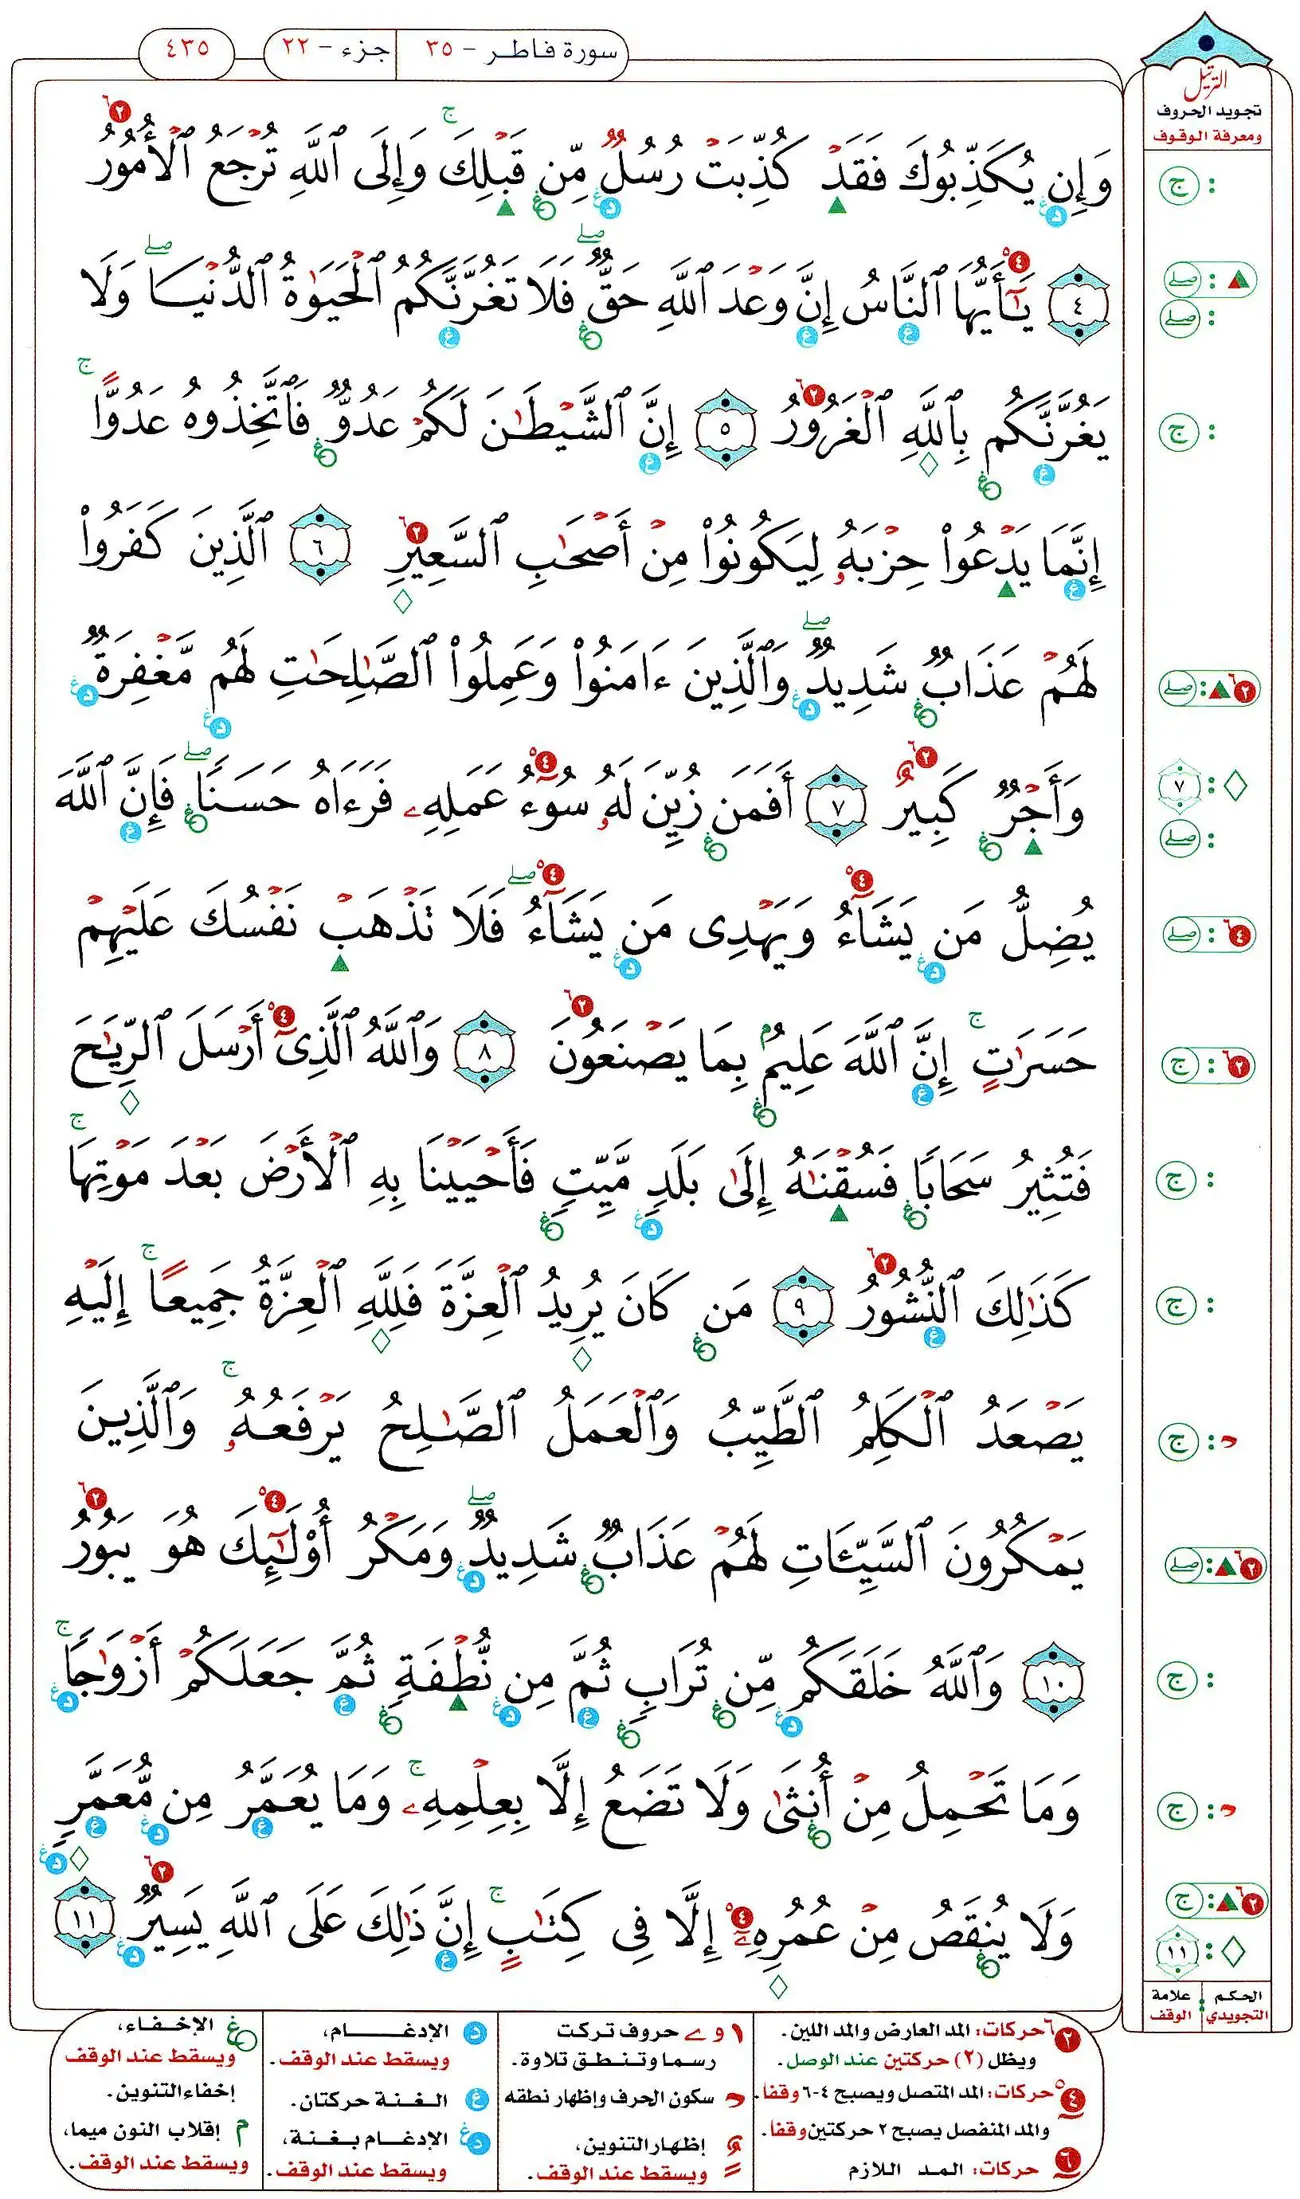 سورة فاطر - ٣٥ جزء - ٢٢ ٤٣٥
الترتيل
تجويد الحروف
ومعرفة الوقوف
وَإِن يُكَذِّبُوكَ فَقَدْ كُذِّبَتْ رُسُلٌ مِّن قَبْلِكَ ۚ وَإِلَى ٱللَّهِ تُرْجَعُ ٱلْأُمُورُ
٤ يَـٰٓأَيُّهَا ٱلنَّاسُ إِنَّ وَعْدَ ٱللَّهِ حَقٌّ ۖ فَلَا تَغُرَّنَّكُمُ ٱلْحَيَوٰةُ ٱلدُّنْيَا ۖ وَلَا
يَغُرَّنَّكُم بِٱللَّهِ ٱلْغَرُورُ ٥ إِنَّ ٱلشَّيْطَـٰنَ لَكُمْ عَدُوٌّ فَٱتَّخِذُوهُ عَدُوًّا ۚ
إِنَّمَا يَدْعُوا۟ حِزْبَهُۥ لِيَكُونُوا۟ مِنْ أَصْحَـٰبِ ٱلسَّعِيرِ ٦ ٱلَّذِينَ كَفَرُوا۟
لَهُمْ عَذَابٌ شَدِيدٌ ۖ وَٱلَّذِينَ ءَامَنُوا۟ وَعَمِلُوا۟ ٱلصَّـٰلِحَـٰتِ لَهُم مَّغْفِرَةٌ
وَأَجْرٌ كَبِيرٌ ٧ أَفَمَن زُيِّنَ لَهُۥ سُوٓءُ عَمَلِهِۦ فَرَءَاهُ حَسَنًا ۖ فَإِنَّ ٱللَّهَ
يُضِلُّ مَن يَشَآءُ وَيَهْدِى مَن يَشَآءُ ۖ فَلَا تَذْهَبْ نَفْسُكَ عَلَيْهِمْ
حَسَرَٰتٍ ۚ إِنَّ ٱللَّهَ عَلِيمٌۢ بِمَا يَصْنَعُونَ ٨ وَٱللَّهُ ٱلَّذِىٓ أَرْسَلَ ٱلرِّيَـٰحَ
فَتُثِيرُ سَحَابًا فَسُقْنَـٰهُ إِلَىٰ بَلَدٍ مَّيِّتٍ فَأَحْيَيْنَا بِهِ ٱلْأَرْضَ بَعْدَ مَوْتِهَا ۚ
كَذَٰلِكَ ٱلنُّشُورُ ٩ مَن كَانَ يُرِيدُ ٱلْعِزَّةَ فَلِلَّهِ ٱلْعِزَّةُ جَمِيعًا ۚ إِلَيْهِ
يَصْعَدُ ٱلْكَلِمُ ٱلطَّيِّبُ وَٱلْعَمَلُ ٱلصَّـٰلِحُ يَرْفَعُهُۥ ۚ وَٱلَّذِينَ
يَمْكُرُونَ ٱلسَّيِّـَٔاتِ لَهُمْ عَذَابٌ شَدِيدٌ ۖ وَمَكْرُ أُو۟لَـٰٓئِكَ هُوَ يَبُورُ
١٠ وَٱللَّهُ خَلَقَكُم مِّن تُرَابٍ ثُمَّ مِن نُّطْفَةٍ ثُمَّ جَعَلَكُمْ أَزْوَٰجًا ۚ
وَمَا تَحْمِلُ مِنْ أُنثَىٰ وَلَا تَضَعُ إِلَّا بِعِلْمِهِۦ ۚ وَمَا يُعَمَّرُ مِن مُّعَمَّرٍ
وَلَا يُنقَصُ مِنْ عُمُرِهِۦٓ إِلَّا فِى كِتَـٰبٍ ۚ إِنَّ ذَٰلِكَ عَلَى ٱللَّهِ يَسِيرٌ ١١
الحكم التجويدي : علامة الوقف
٢ ٦ حركات: المد العارض والمد اللين.
ويظل (٢) حركتين عند الوصل.
٤ ٥ حركات: المد المتصل ويصبح ٤-٦ وقفا.
والمد المنفصل يصبح ٢ حركتين وقفا.
٦ حركات: المد اللازم
ا و ے حروف تركت
رسما وتنطق تلاوة.
سكون الحرف وإظهار نطقه
إظهار التنوين،
ويسقط عند الوقف.
د الإدغام،
ويسقط عند الوقف.
غ الغنة حركتان.
دغ الإدغام بغنة،
ويسقط عند الوقف.
الإخفاء،
ويسقط عند الوقف
إخفاء التنوين.
م إقلاب النون ميما،
ويسقط عند الوقف.